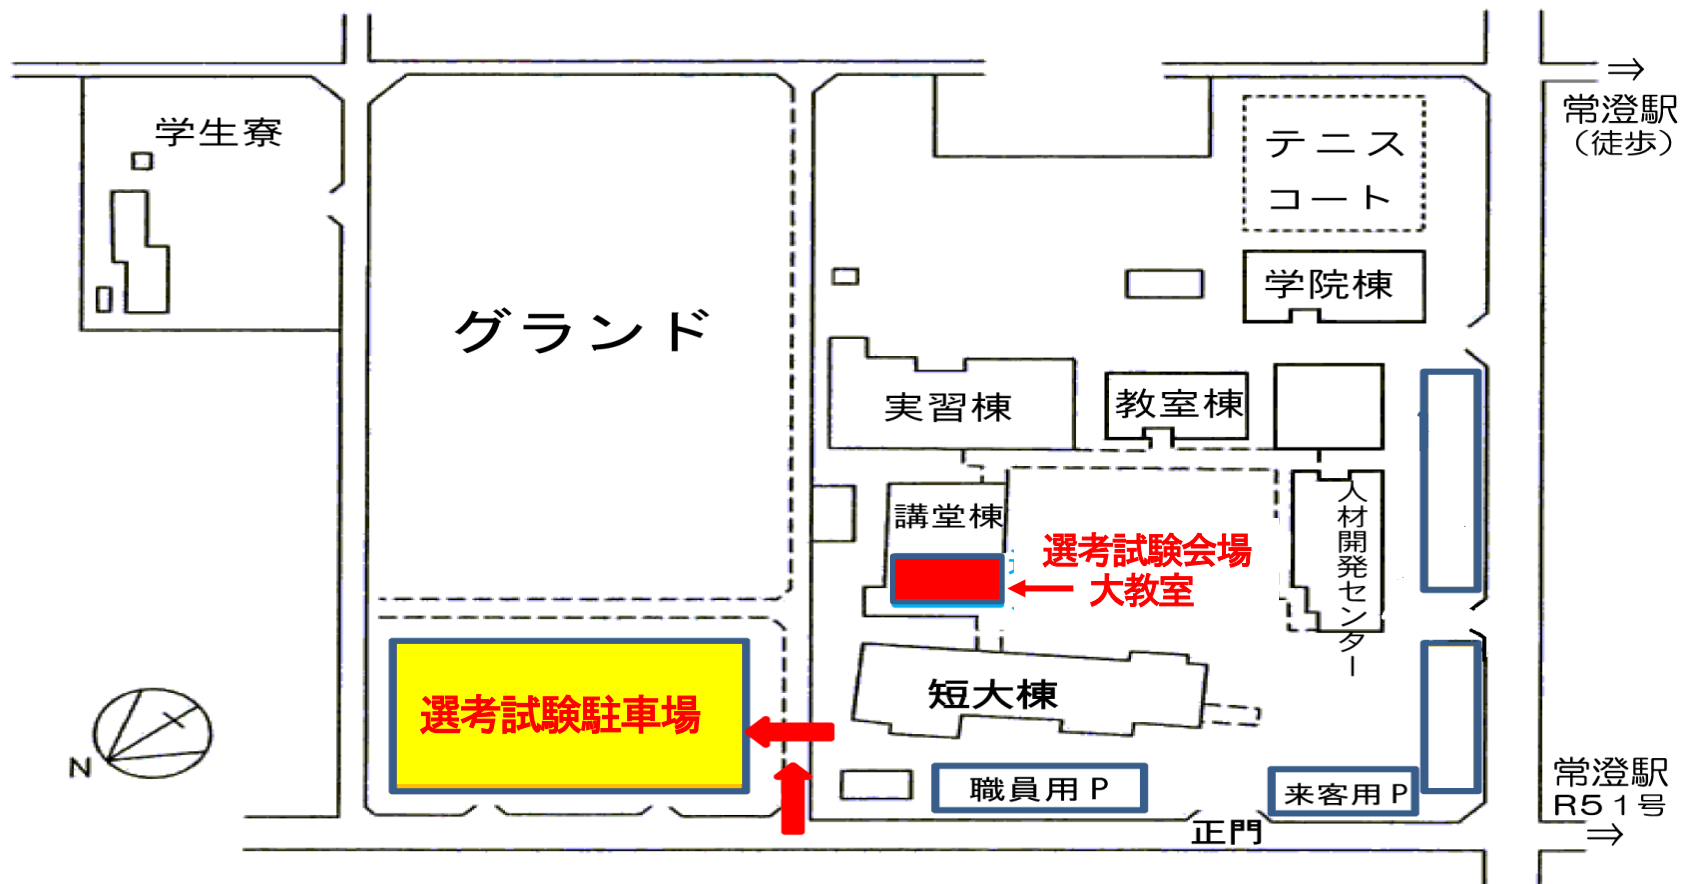 学生寮
グランド
テニス
コート
⇒
常澄駅
（徒歩）
学院棟
実習棟
教室棟
講堂棟
選考試験会場
大教室
人材開発センター
選考試験駐車場
短大棟
N
職員用P
来客用P
正門
常澄駅
R51号
⇒